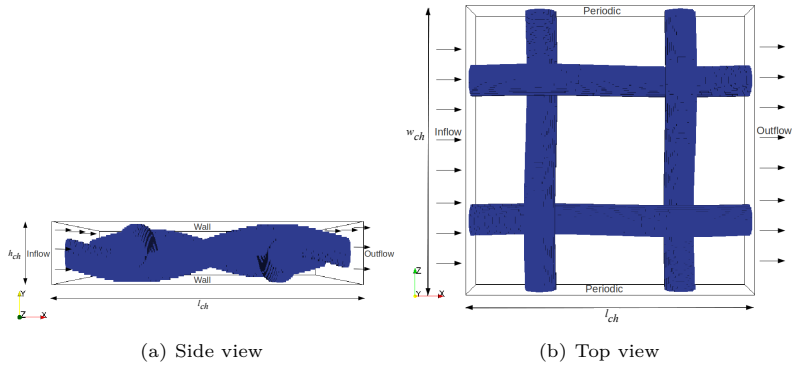 Wall
h_ch
Inflow
Outflow
Wall
Y
Z
X
l_ch
(a) Side view
Periodic
w_ch
Inflow
Outflow
Z
Y
X
Periodic
l_ch
(b) Top view